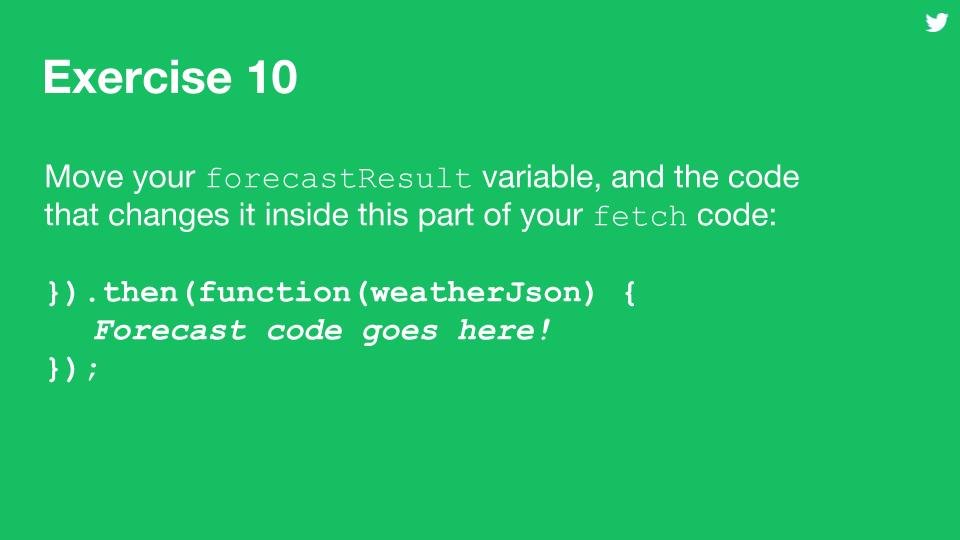 Exercise 10
Move your forecastResult variable, and the code
that changes it inside this part of your fetch code:
}).then(function(weatherJson) {
Forecast code goes here!
});